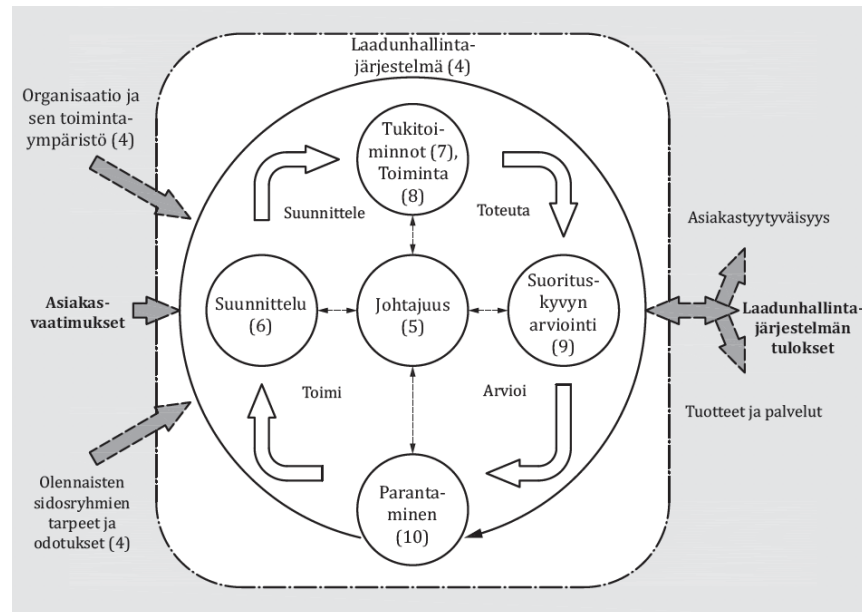 Laadunhallinta-
järjestelmä (4)
Organisaatio ja
sen toiminta-
ympäristö (4)
Tukitoi-
minnot (7),
Toiminta
(8)
Suunnittele
Toteuta
Asiakastyytyväisyys
Asiakas-
vaatimukset
Suunnittelu
(6)
Johtajuus
(5)
Suoritus-
kyvyn
arviointi
(9)
Laadunhallinta-
järjestelmän
tulokset
Toimi
Arvioi
Tuotteet ja palvelut
Olennaisten
sidosryhmien
tarpeet ja
odotukset (4)
Paranta-
minen
(10)